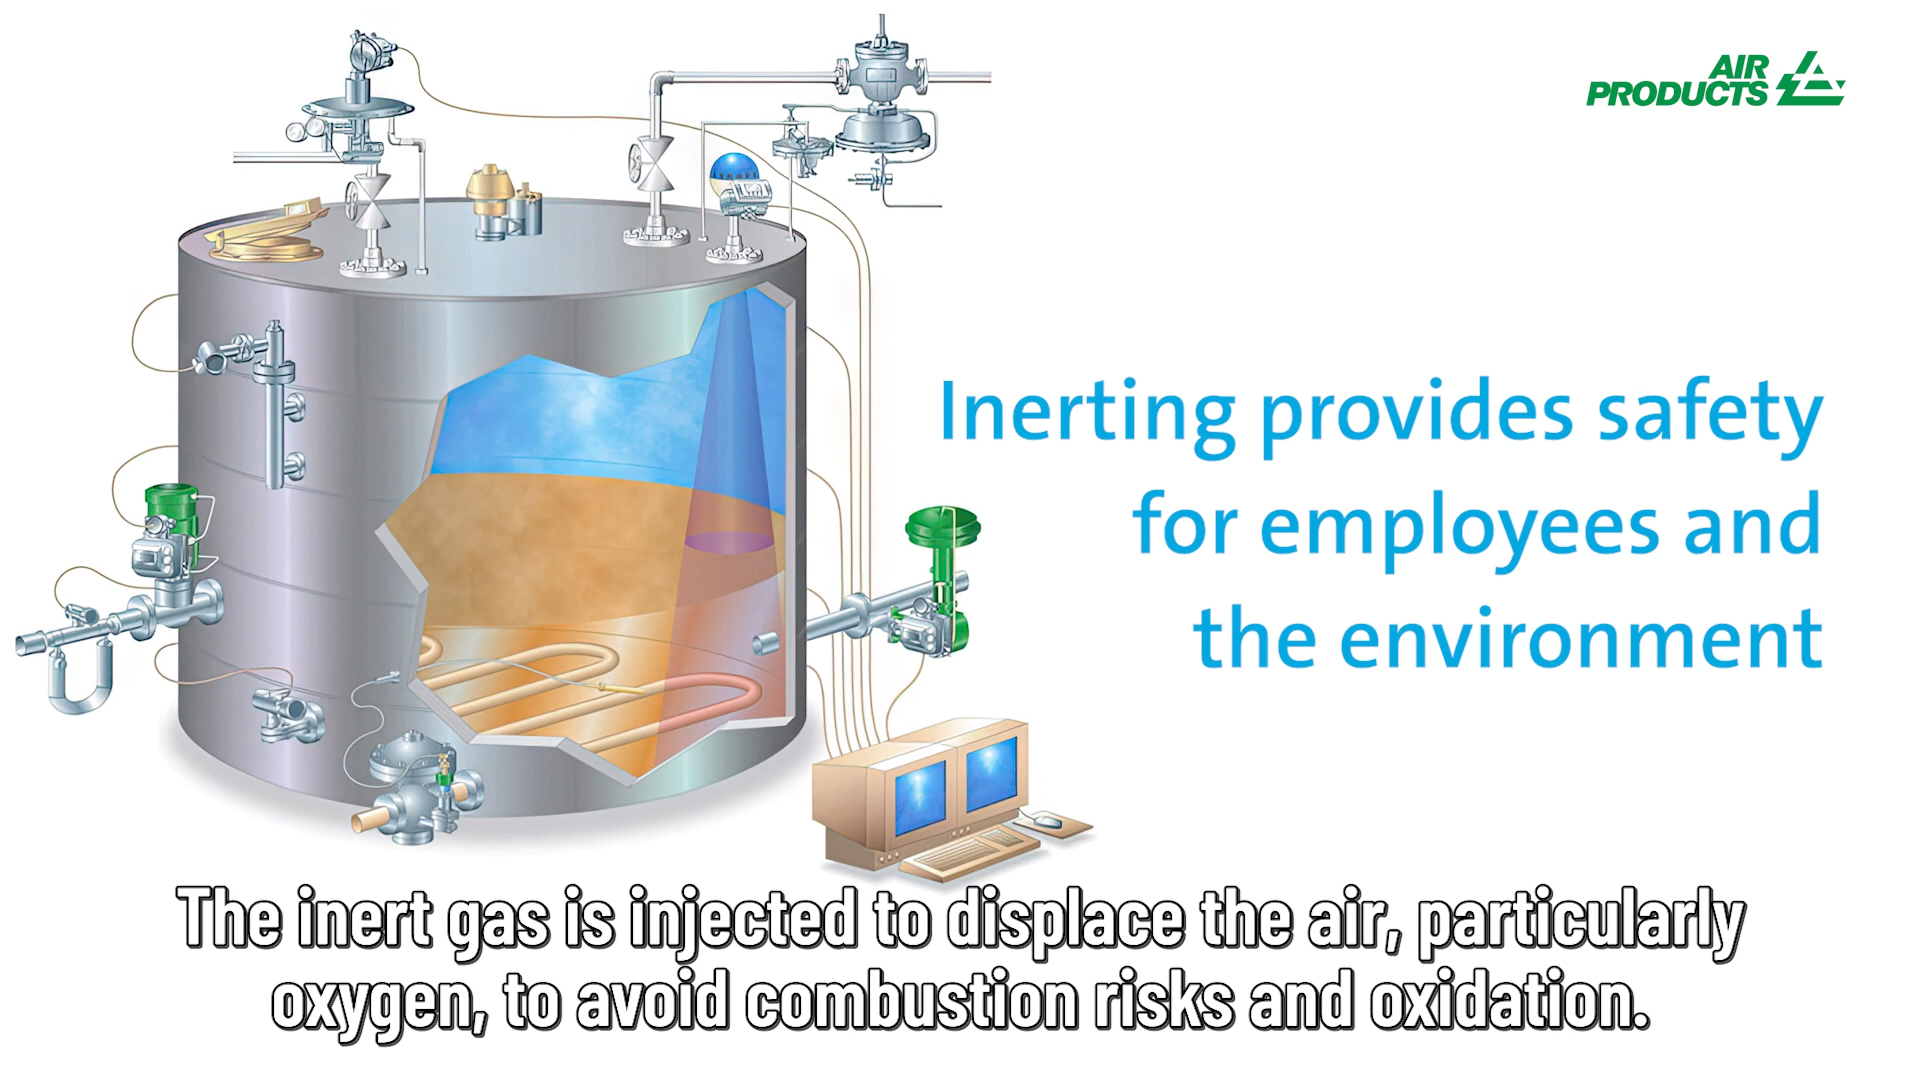 AIR
PRODUCTS
Inerting provides safety
for employees and
the environment
The inert gas is injected to displace the air, particularly
oxygen, to avoid combustion risks and oxidation.